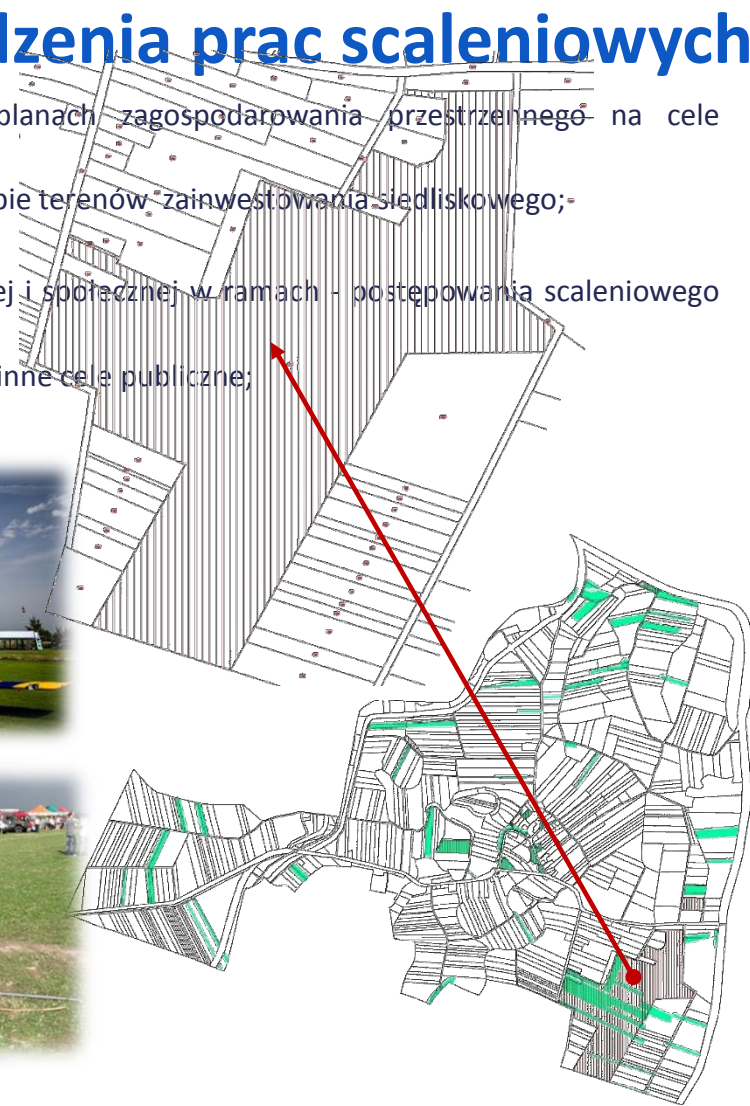 dzenia prac scaleniowych
planach zagospodarowania przestrzennego na cele
bie terenów zainwestowania siedliskowego;
ej i społecznej w ramach - postępowania scaleniowego
inne cele publiczne;